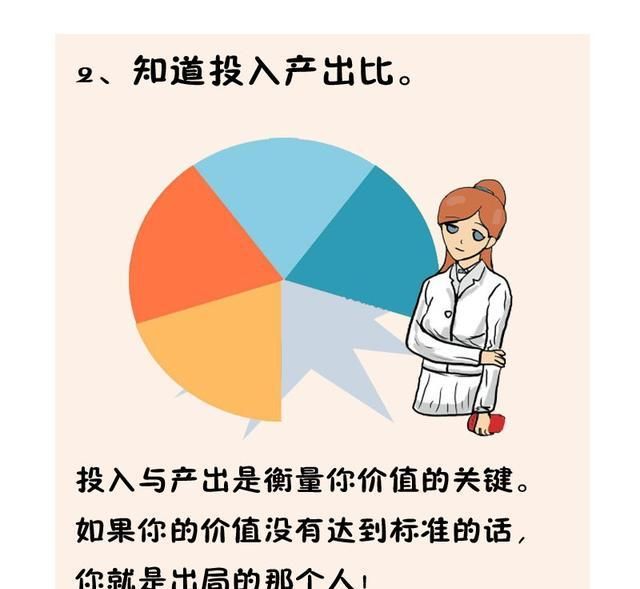 2、知道投入产出比。
投入与产出是衡量你价值的关键。
如果你的价值没有达到标准的话，
你就是出局的那个人！